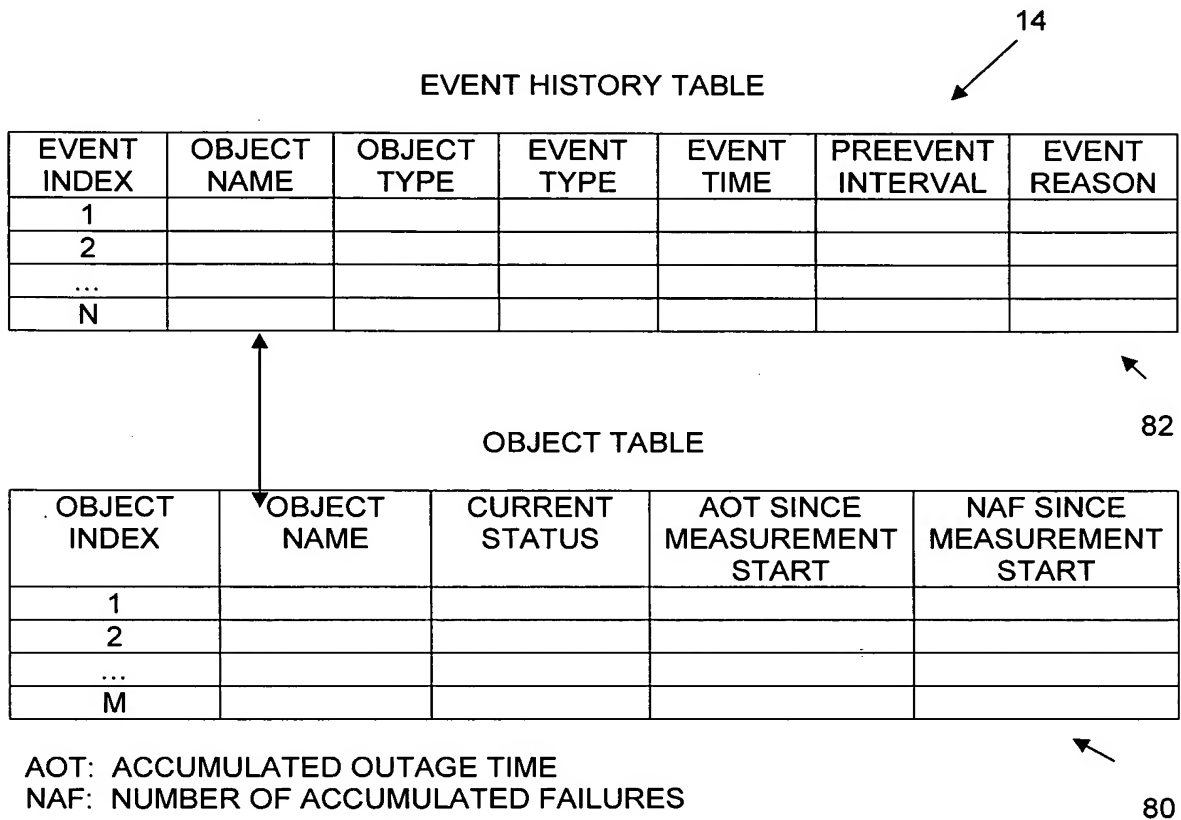 14
EVENT HISTORY TABLE
EVENT INDEX OBJECT NAME OBJECT TYPE EVENT TYPE EVENT TIME PREEVENT INTERVAL EVENT REASON
1
2
...
N
82
OBJECT TABLE
OBJECT INDEX OBJECT NAME CURRENT STATUS AOT SINCE MEASUREMENT START NAF SINCE MEASUREMENT START
1
2
...
M
AOT: ACCUMULATED OUTAGE TIME
NAF: NUMBER OF ACCUMULATED FAILURES
80